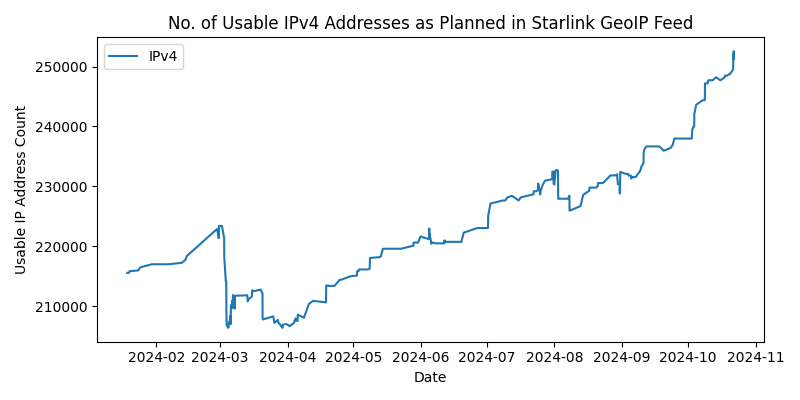 No. of Usable IPv4 Addresses as Planned in Starlink GeoIP Feed
IPv4
250000
240000
230000
220000
210000
Usable IP Address Count
2024-02 2024-03 2024-04 2024-05 2024-06 2024-07 2024-08 2024-09 2024-10 2024-11
Date